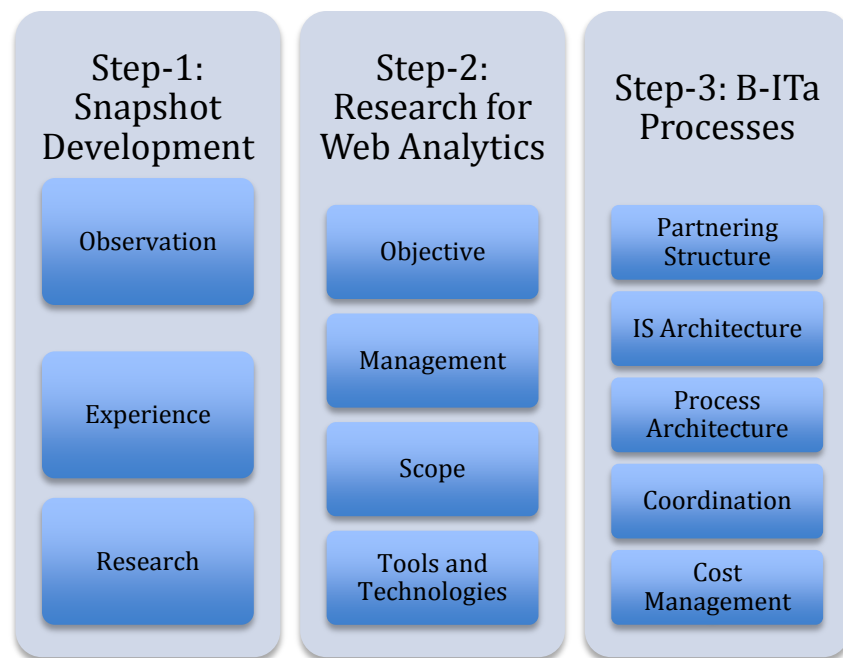 Step-1:
Snapshot
Development
Observation
Experience
Research
Step-2:
Research for
Web Analytics
Objective
Management
Scope
Tools and
Technologies
Step-3: B-ITa
Processes
Partnering
Structure
IS Architecture
Process
Architecture
Coordination
Cost
Management